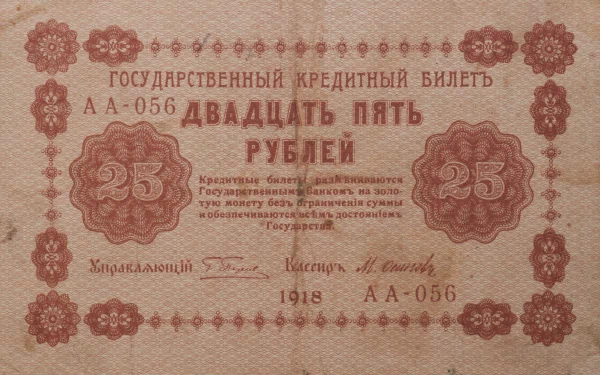 ГОСУДАРСТВЕННЫЙ КРЕДИТНЫЙ БИЛЕТЪ
АА-056
ДВАДЦАТЬ ПЯТЬ
РУБЛЕЙ
25
25
Кредитные билеты размѣниваются
Государственнымъ банкомъ на золо-
тую монету безъ ограниченія суммы
и обезпечиваются всѣмъ достояніемъ
Государства.
Управляющій
Кассиръ
1918
АА-056